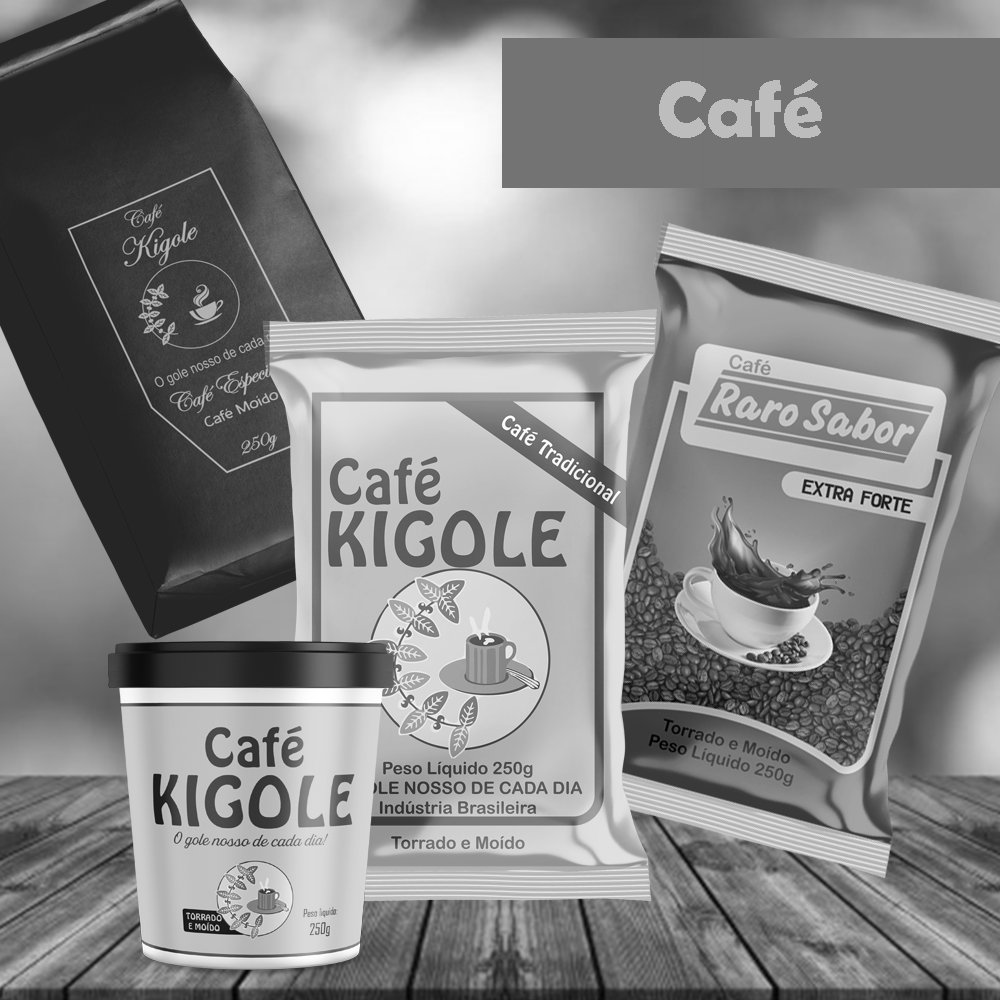 Café
Café
Kigole
O gole nosso de cada
Café
Café Moído
250g
Café Tradicional
Café
KIGOLE
Peso Líquido 250g
NOSSO DE CADA DIA
Indústria Brasileira
Torrado e Moído
Café
Raro Sabor
EXTRA FORTE
Torrado e Moído
Peso Líquido 250g
Café
KIGOLE
O gole nosso de cada dia!
TORRADO
E MOÍDO
Peso líquido:
250g